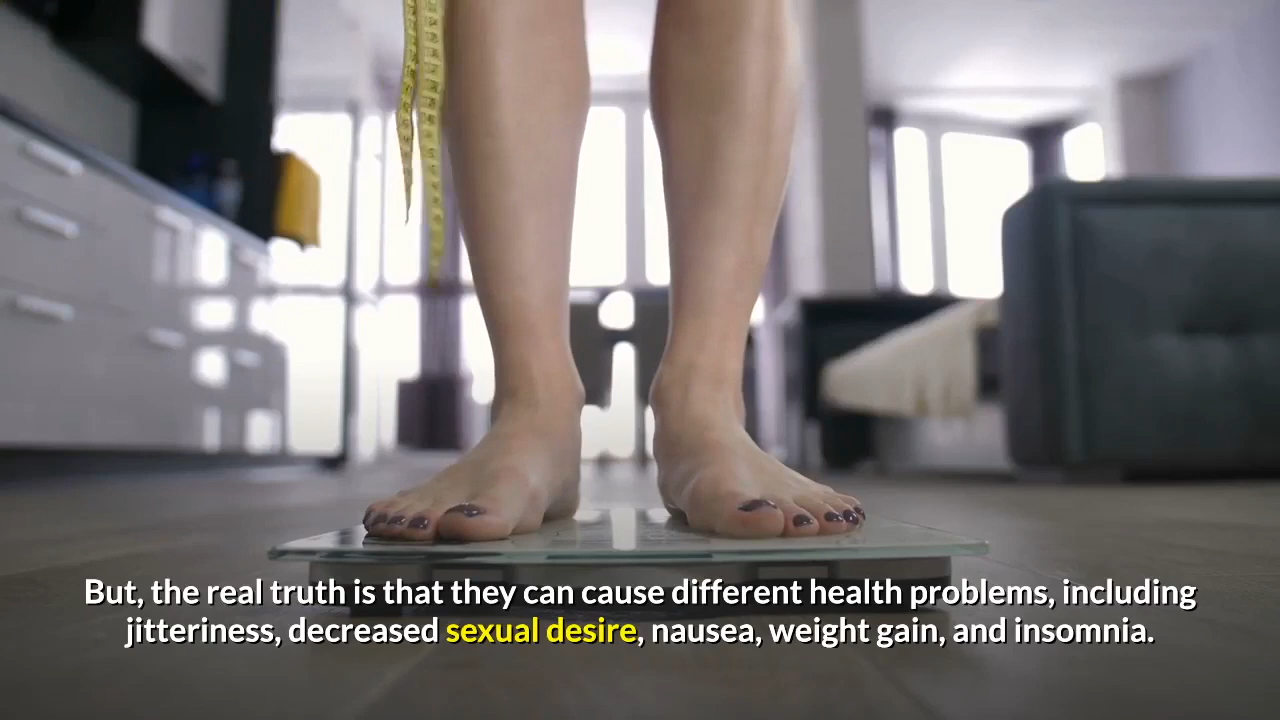 But, the real truth is that they can cause different health problems, including
jitteriness, decreased sexual desire, nausea, weight gain, and insomnia.